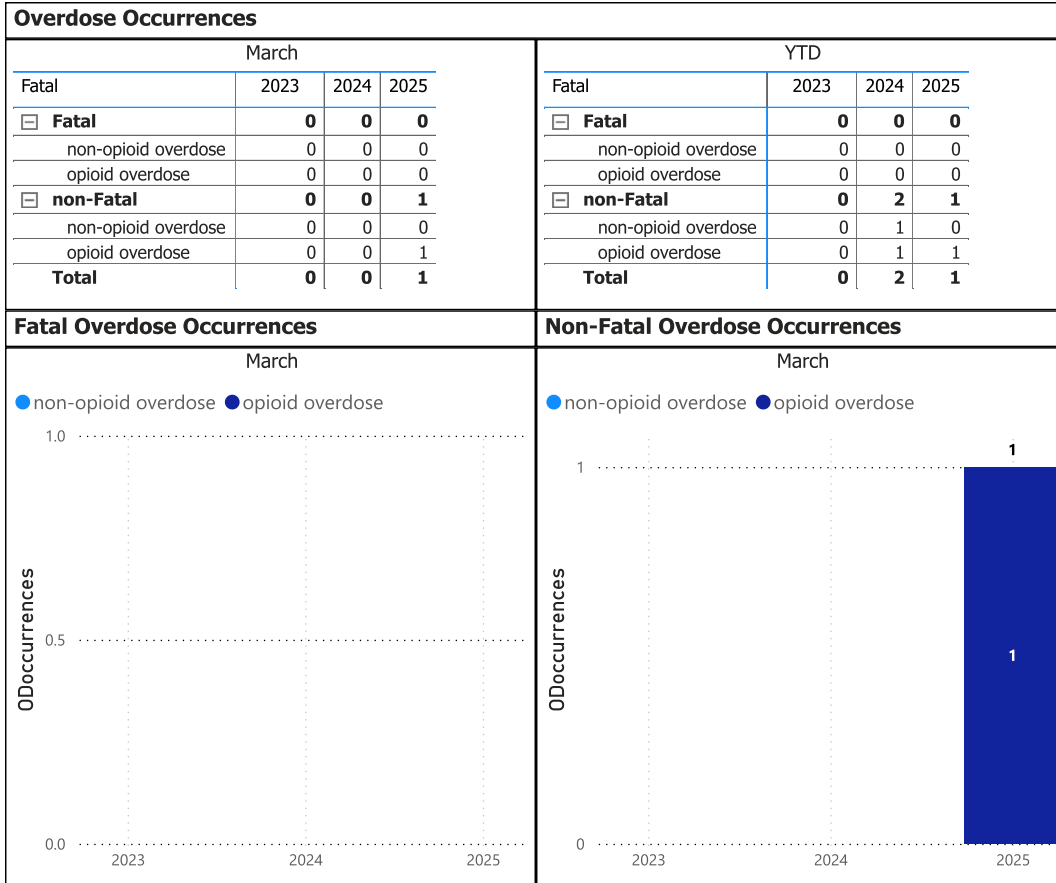 Overdose Occurrences
March
Fatal 2023 2024 2025
Fatal 0 0 0
non-opioid overdose 0 0 0
opioid overdose 0 0 0
non-Fatal 0 0 1
non-opioid overdose 0 0 0
opioid overdose 0 0 1
Total 0 0 1
YTD
Fatal 2023 2024 2025
Fatal 0 0 0
non-opioid overdose 0 0 0
opioid overdose 0 0 0
non-Fatal 0 2 1
non-opioid overdose 0 1 0
opioid overdose 0 1 1
Total 0 2 1
Fatal Overdose Occurrences
March
non-opioid overdose opioid overdose
1.0
0.5
0.0
ODoccurrences
2023 2024 2025
Non-Fatal Overdose Occurrences
March
non-opioid overdose opioid overdose
1
1
1
0
ODoccurrences
2023 2024 2025